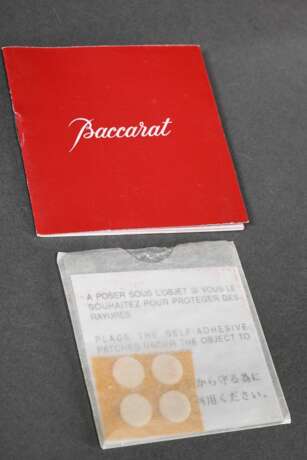 Baccarat
A POSER SOUS L'OBJET SI VOUS LE
SOUHAITEZ POUR PROTEGER DES
RAYURES
PLACE THE SELF-ADHESIVE
PATCHES UNDER THE OBJECT TO
から守る為に
用ください。